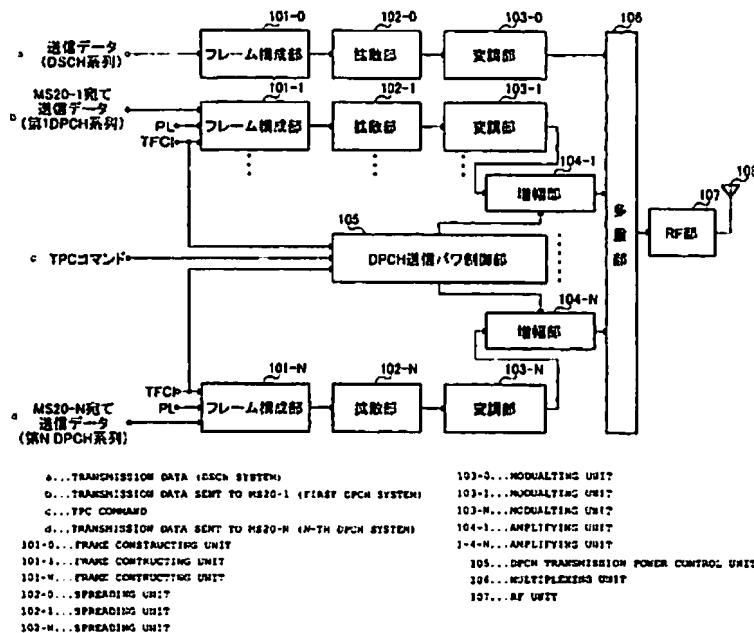 101-0
102-0
103-0
106
a 送信データ
(DSCH系列)
フレーム構成部
拡散部
変調部
MS20-1宛て
b 送信データ
(第1DPCH系列)
PL
TFCI
101-1
102-1
103-1
フレーム構成部
拡散部
変調部
104-1
増幅部
105
c TPCコマンド
DPCH送信パワ制御部
多重部
107
RF部
108
104-N
増幅部
101-N
102-N
103-N
TFCI
PL
フレーム構成部
拡散部
変調部
d MS20-N宛て
送信データ
(第N DPCH系列)
a...TRANSMISSION DATA (DSCH SYSTEM)
b...TRANSMISSION DATA SENT TO MS20-1 (FIRST DPCH SYSTEM)
c...TPC COMMAND
d...TRANSMISSION DATA SENT TO MS20-N (N-TH DPCH SYSTEM)
101-0...FRAME CONSTRUCTING UNIT
101-1...FRAME CONTRUCTING UNIT
101-N...FRAME CONTRUCTING UNIT
102-0...SPREADING UNIT
102-1...SPREADING UNIT
102-N...SPREADING UNIT
103-0...MODUALTING UNIT
103-1...MODUALTING UNIT
103-N...MODUALTING UNIT
104-1...AMPLIFYING UNIT
1-4-N...AMPLIFYING UNIT
105...DPCH TRANSMISSION POWER CONTROL UNIT
106...MULTIPLEXING UNIT
107...RF UNIT